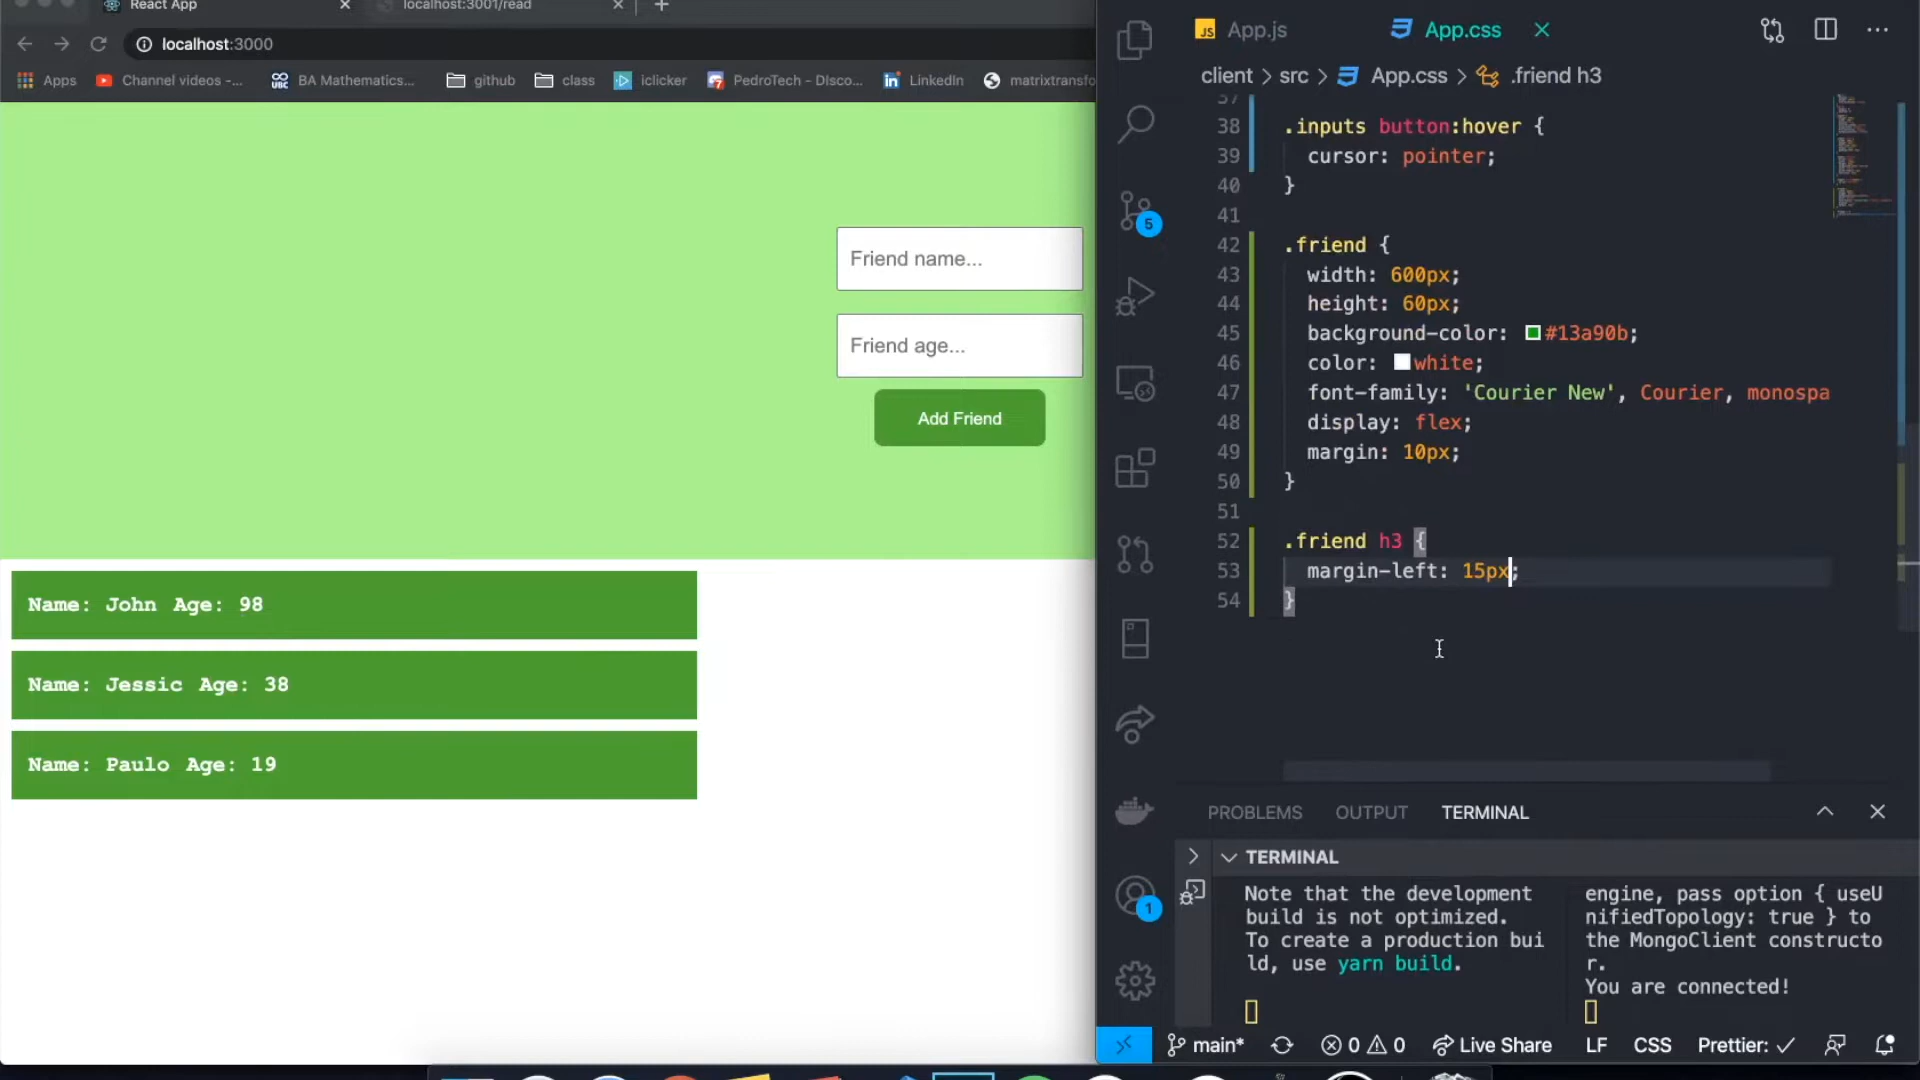 React App
localhost:3001/read
localhost:3000
Apps Channel videos -... BA Mathematics... github class iclicker PedroTech - DIsco... LinkedIn matrixtransfo
Friend name...
Friend age...
Add Friend
Name: John Age: 98
Name: Jessic Age: 38
Name: Paulo Age: 19
JS App.js App.css
client > src > App.css > .friend h3
37
38 .inputs button:hover {
39 cursor: pointer;
40 }
41
42 .friend {
43 width: 600px;
44 height: 60px;
45 background-color: #13a90b;
46 color: white;
47 font-family: 'Courier New', Courier, monospa
48 display: flex;
49 margin: 10px;
50 }
51
52 .friend h3 {
53 margin-left: 15px;
54 }
5
1
PROBLEMS OUTPUT TERMINAL
TERMINAL
Note that the development
build is not optimized.
To create a production bui
ld, use yarn build.
engine, pass option { useU
nifiedTopology: true } to
the MongoClient constructo
r.
You are connected!
main* 0 0 Live Share LF CSS Prettier: ✓